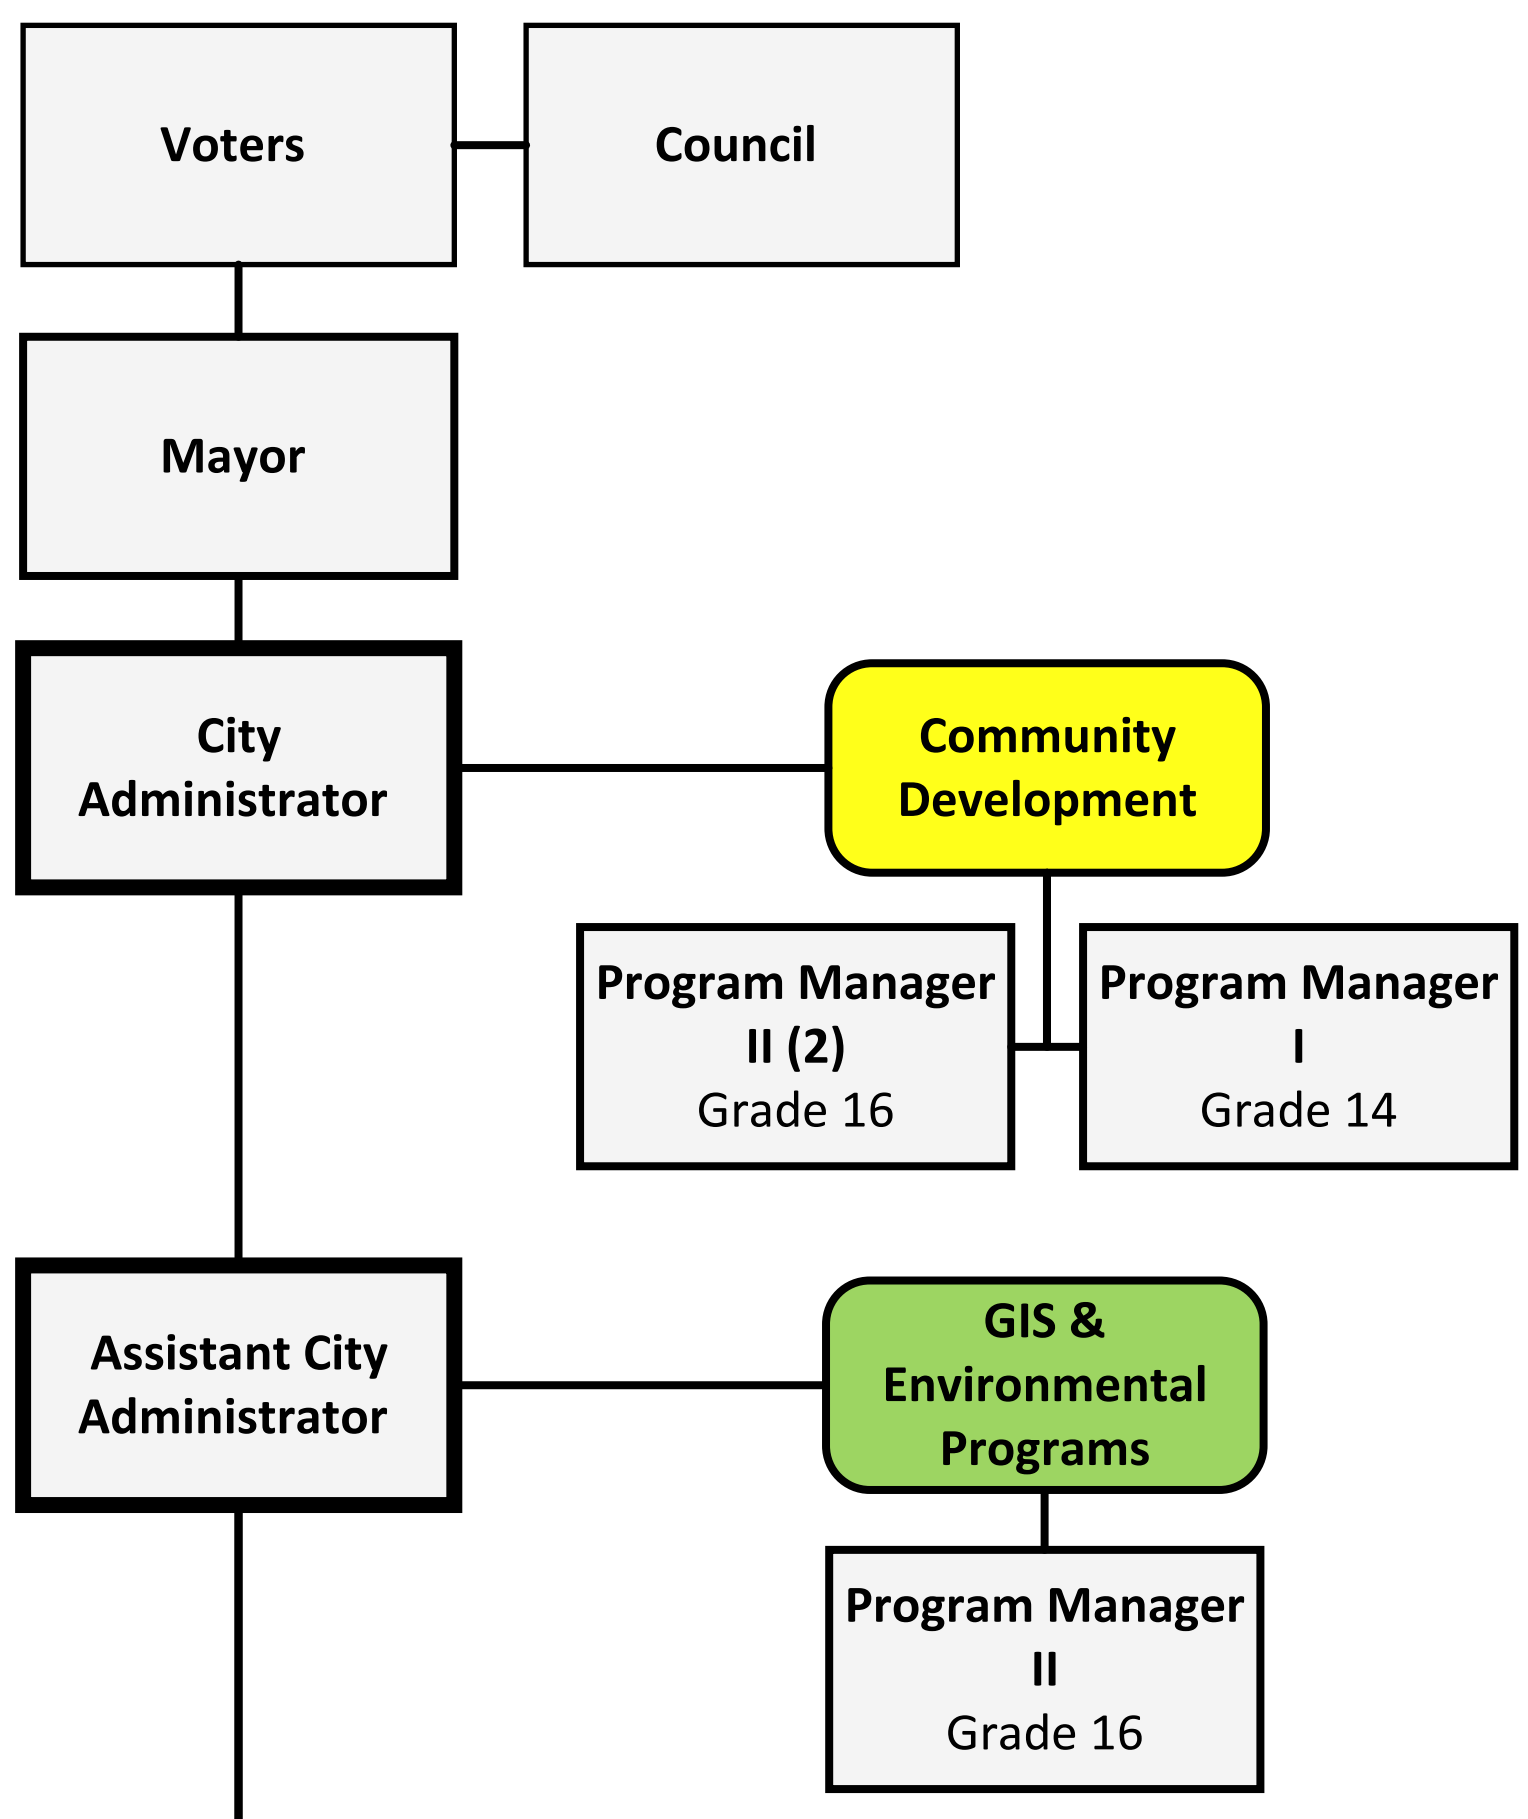 Voters
Council
Mayor
City
Administrator
Community
Development
Program Manager
II (2)
Grade 16
Program Manager
I
Grade 14
Assistant City
Administrator
GIS &
Environmental
Programs
Program Manager
II
Grade 16